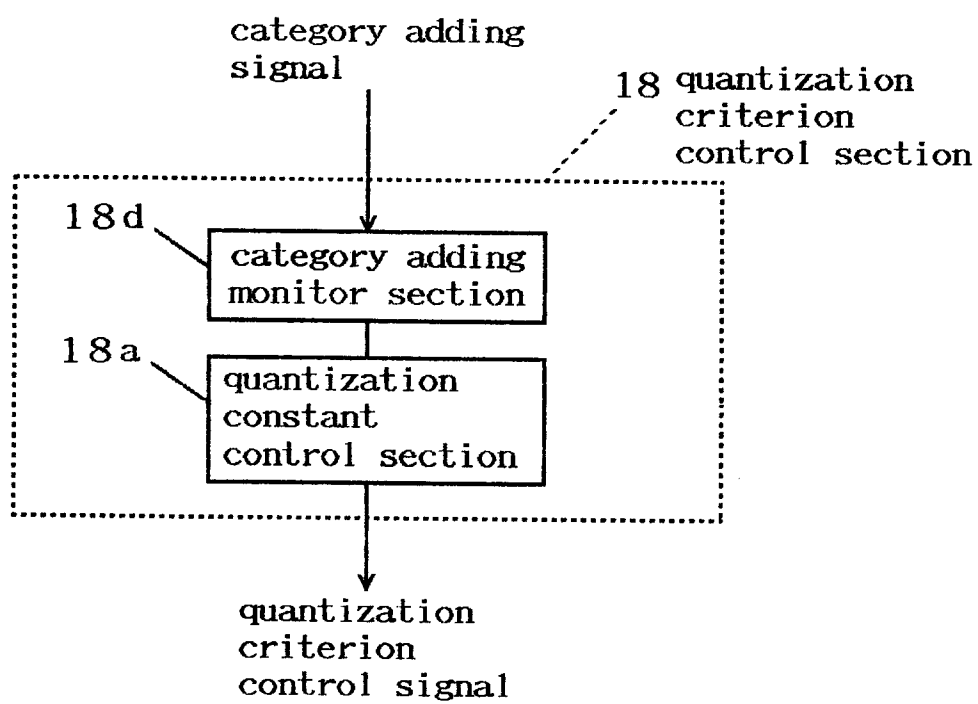 category adding
signal
18 quantization
criterion
control section
18d
category adding
monitor section
18a
quantization
constant
control section
quantization
criterion
control signal